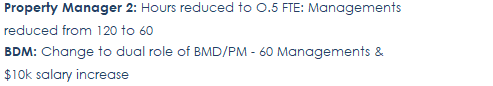 Property Manager 2: Hours reduced to O.5 FTE: Managements
reduced from 120 to 60
BDM: Change to dual role of BMD/PM - 60 Managements &
$10k salary increase